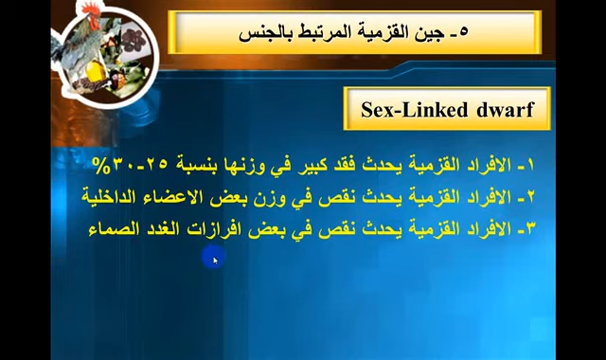 ٥- جين القزمية المرتبط بالجنس
Sex-Linked dwarf
١- الافراد القزمية يحدث فقد كبير في وزنها بنسبة ٢٥-٣٠%
٢- الافراد القزمية يحدث نقص في وزن بعض الاعضاء الداخلية
٣- الافراد القزمية يحدث نقص في بعض افرازات الغدد الصماء